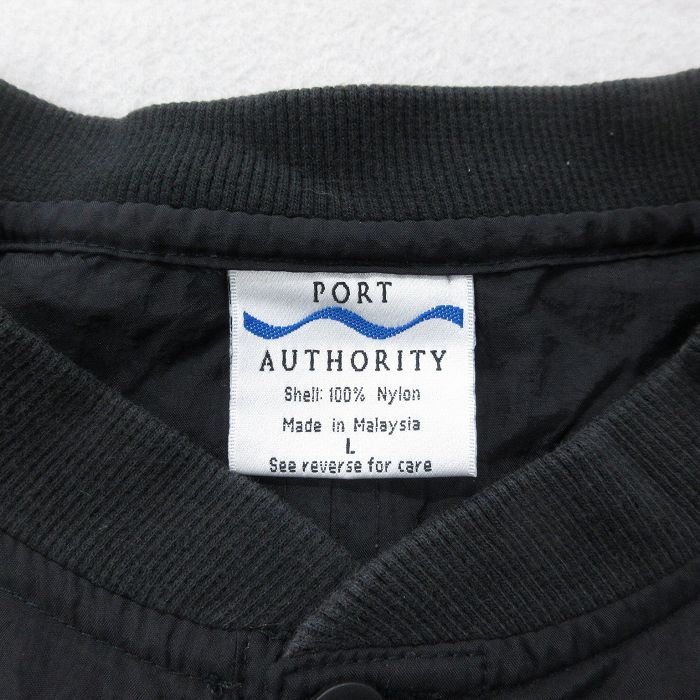 PORT
AUTHORITY
Shell: 100% Nylon
Made in Malaysia
L
See reverse for care